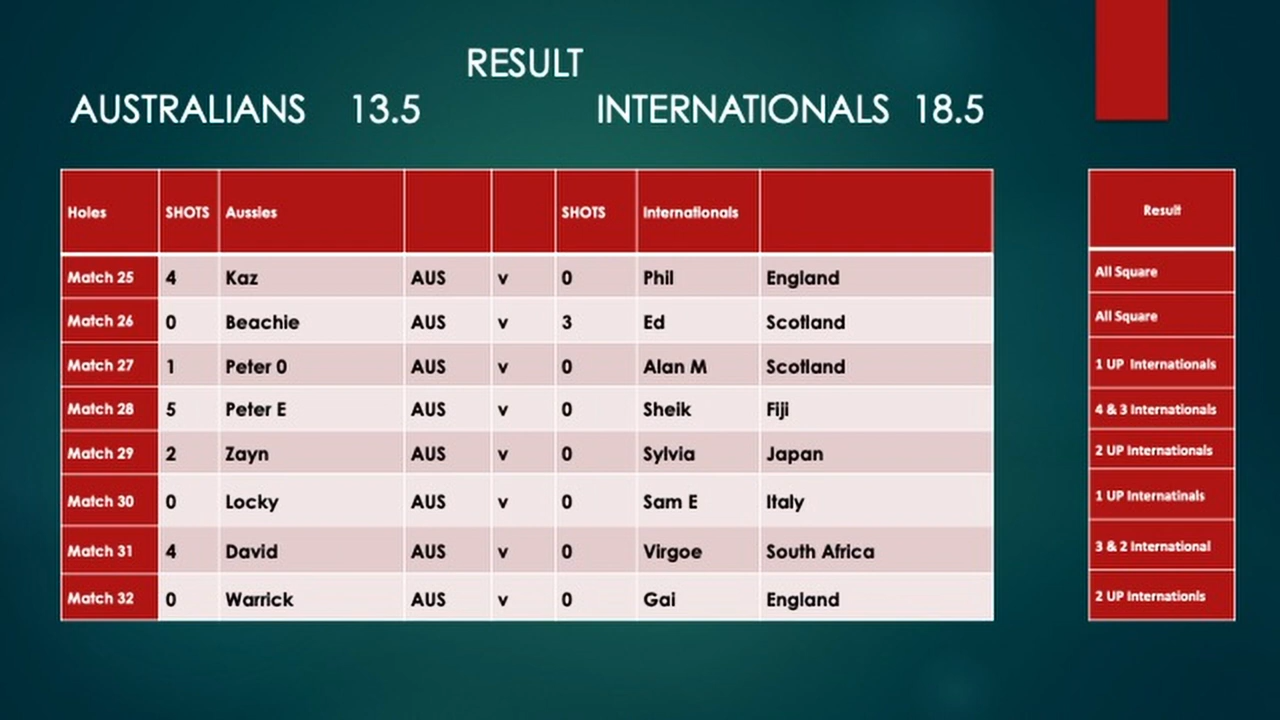 RESULT
AUSTRALIANS 13.5 INTERNATIONALS 18.5
Holes SHOTS Aussies SHOTS Internationals Result
Match 25 4 Kaz AUS v 0 Phil England All Square
Match 26 0 Beachie AUS v 3 Ed Scotland All Square
Match 27 1 Peter O AUS v 0 Alan M Scotland 1 UP Internationals
Match 28 5 Peter E AUS v 0 Sheik Fiji 4 & 3 Internationals
Match 29 2 Zayn AUS v 0 Sylvia Japan 2 UP Internationals
Match 30 0 Locky AUS v 0 Sam E Italy 1 UP Internatinals
Match 31 4 David AUS v 0 Virgoe South Africa 3 & 2 International
Match 32 0 Warrick AUS v 0 Gai England 2 UP Internationls